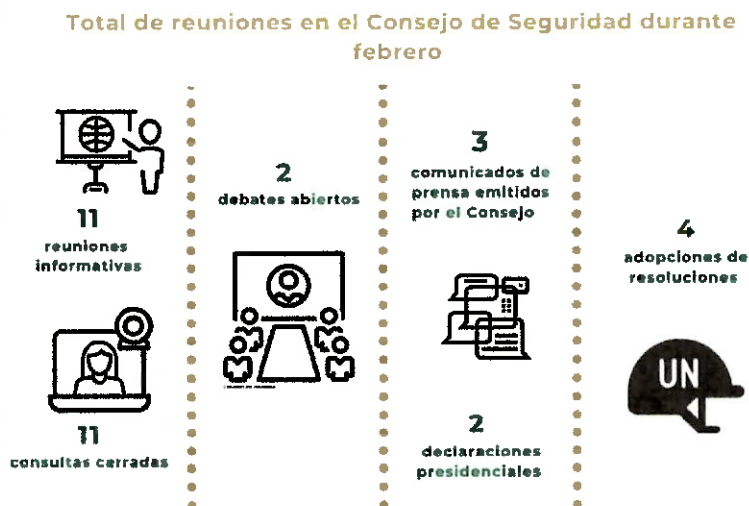 Total de reuniones en el Consejo de Seguridad durante
febrero
11
reuniones
informativas
11
consultas cerradas
2
debates abiertos
3
comunicados de
prensa emitidos
por el Consejo
2
declaraciones
presidenciales
4
adopciones de
resoluciones
UN